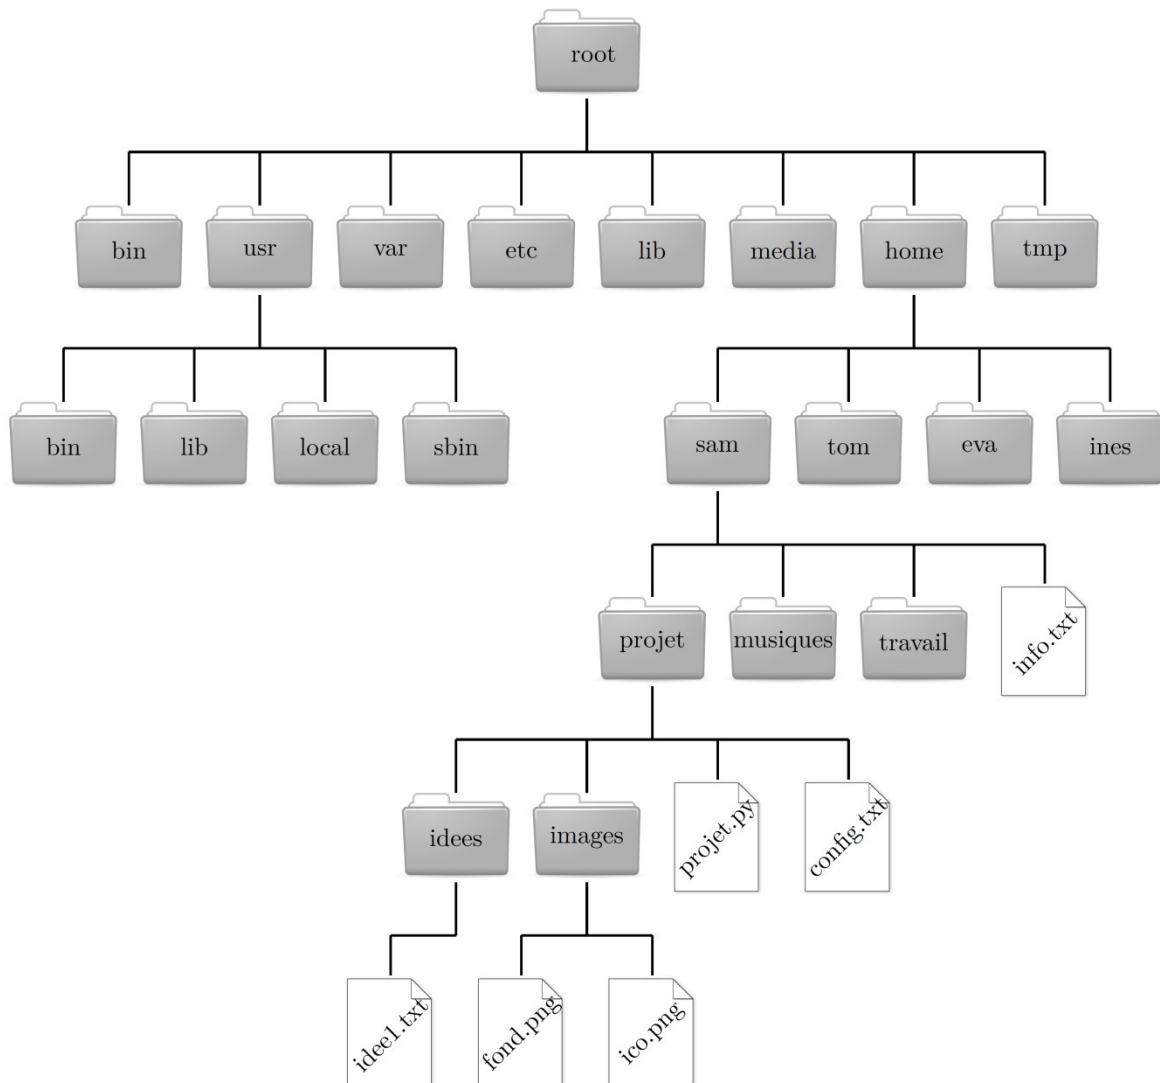 root
bin
usr
var
etc
lib
media
home
tmp
bin
lib
local
sbin
sam
tom
eva
ines
projet
musiques
travail
info.txt
idees
images
projet.py
config.txt
idee1.txt
fond.png
ico.png